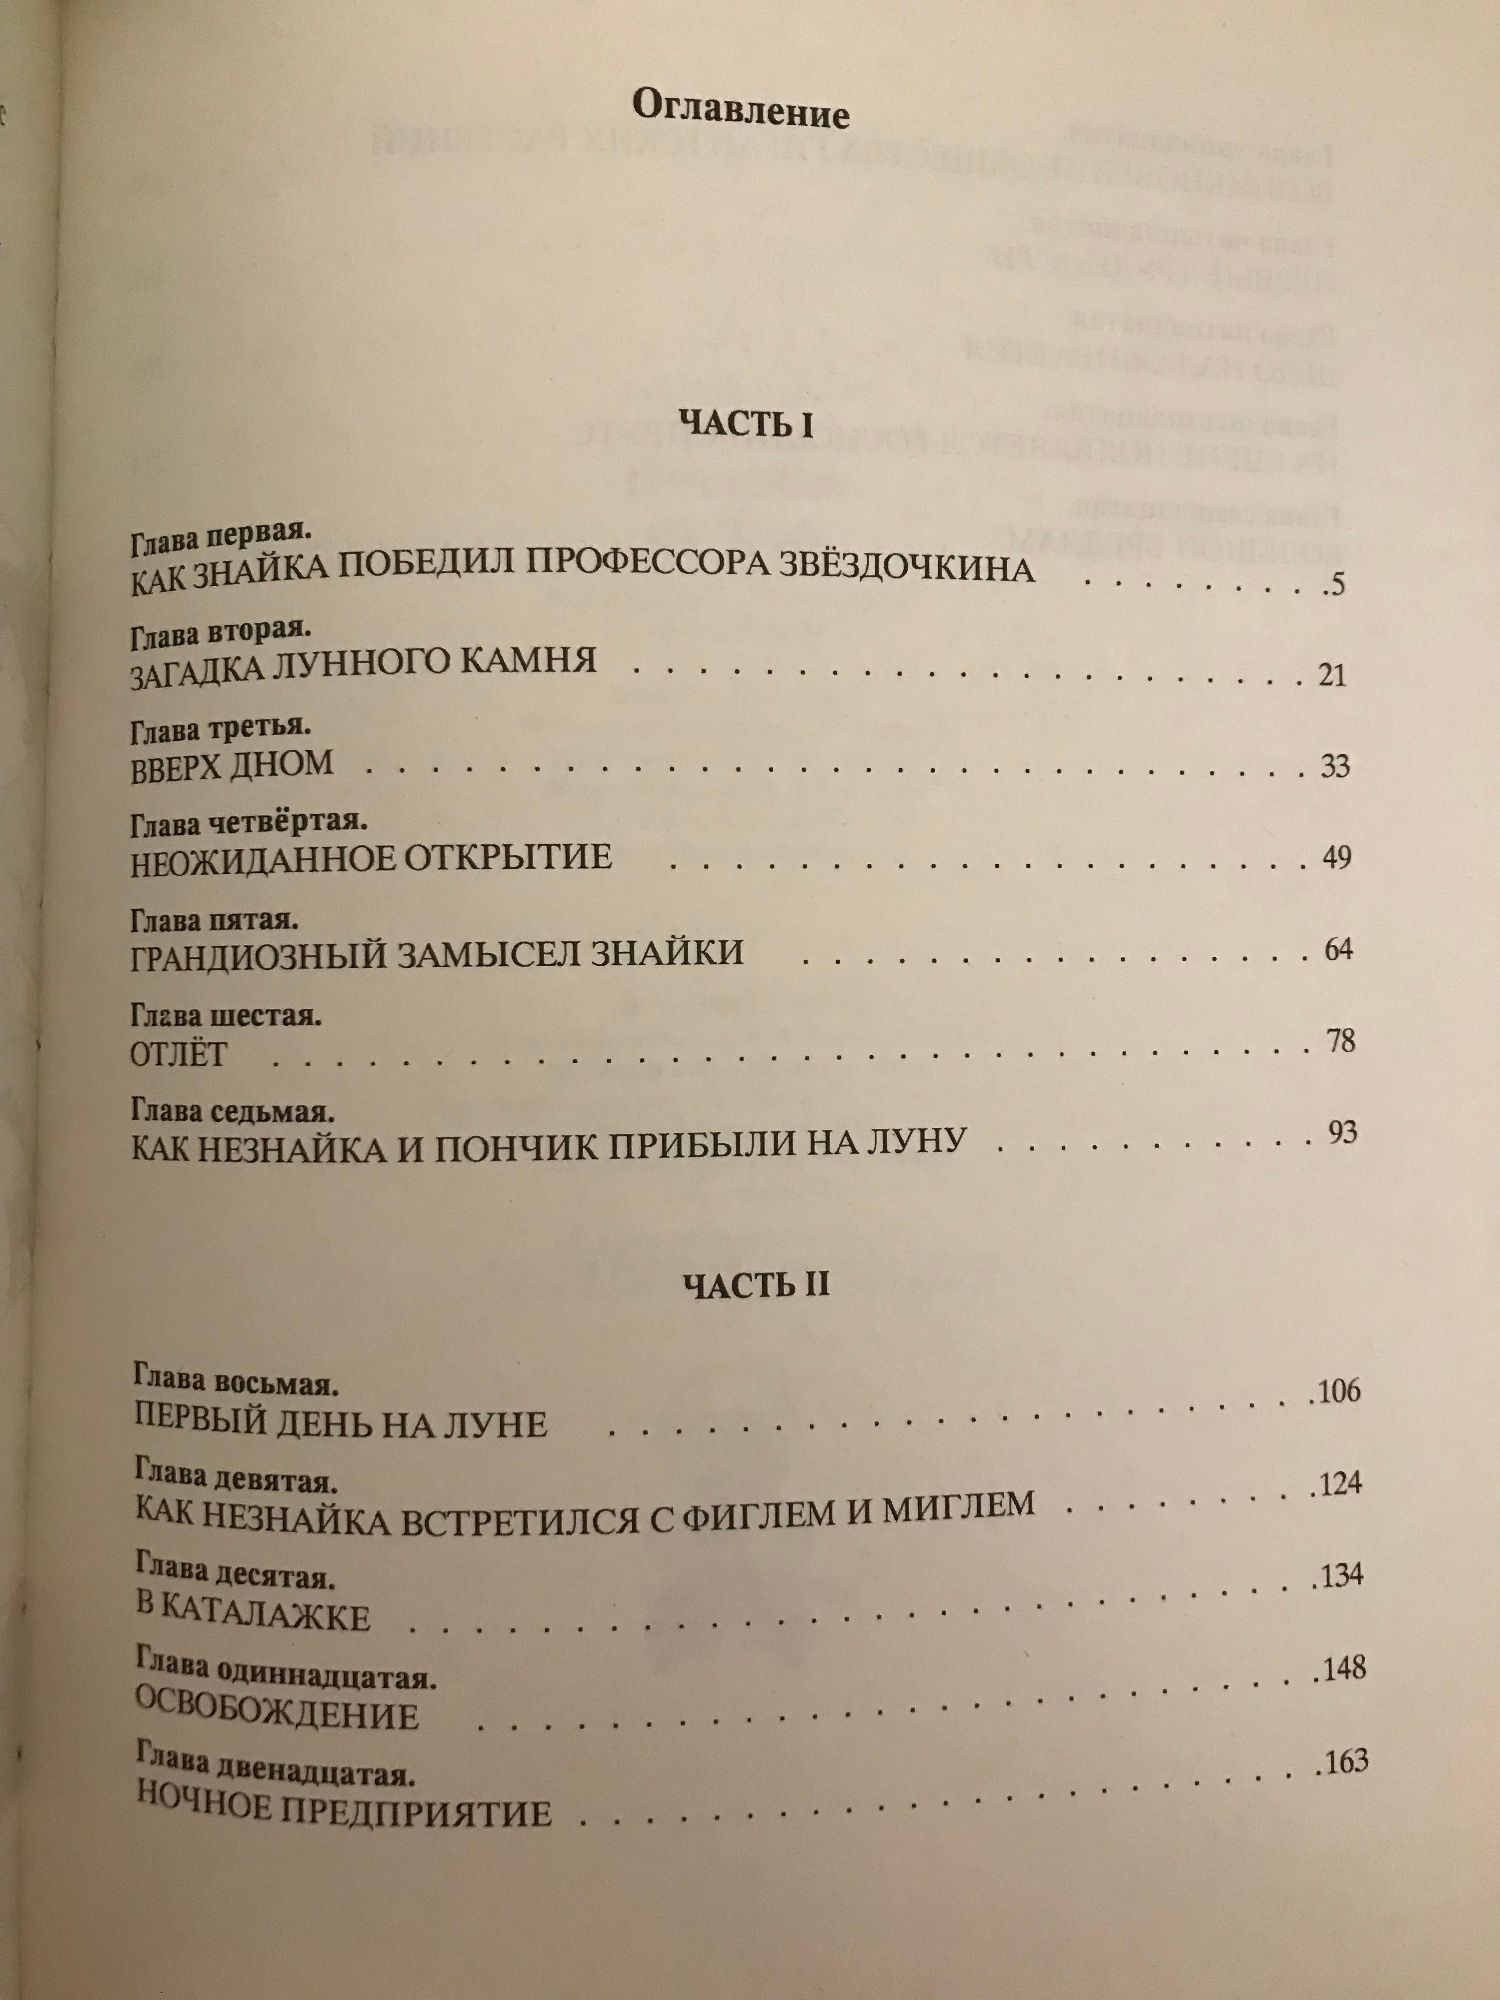 Оглавление
ЧАСТЬ I
Глава первая.
КАК ЗНАЙКА ПОБЕДИЛ ПРОФЕССОРА ЗВЁЗДОЧКИНА . . . . . . . . .5
Глава вторая.
ЗАГАДКА ЛУННОГО КАМНЯ . . . . . . . . . . . . . . . . . . . . . 21
Глава третья.
ВВЕРХ ДНОМ . . . . . . . . . . . . . . . . . . . . . . . . . . . . . . 33
Глава четвёртая.
НЕОЖИДАННОЕ ОТКРЫТИЕ . . . . . . . . . . . . . . . . . . . . 49
Глава пятая.
ГРАНДИОЗНЫЙ ЗАМЫСЕЛ ЗНАЙКИ . . . . . . . . . . . . . . . . 64
Глава шестая.
ОТЛЁТ . . . . . . . . . . . . . . . . . . . . . . . . . . . . . . . . . 78
Глава седьмая.
КАК НЕЗНАЙКА И ПОНЧИК ПРИБЫЛИ НА ЛУНУ . . . . . . . . . . 93
ЧАСТЬ II
Глава восьмая.
ПЕРВЫЙ ДЕНЬ НА ЛУНЕ . . . . . . . . . . . . . . . . . . . . . .106
Глава девятая.
КАК НЕЗНАЙКА ВСТРЕТИЛСЯ С ФИГЛЕМ И МИГЛЕМ . . . . . . . . .124
Глава десятая.
В КАТАЛАЖКЕ . . . . . . . . . . . . . . . . . . . . . . . . . . . . .134
Глава одиннадцатая.
ОСВОБОЖДЕНИЕ . . . . . . . . . . . . . . . . . . . . . . . . . .148
Глава двенадцатая.
НОЧНОЕ ПРЕДПРИЯТИЕ . . . . . . . . . . . . . . . . . . . . . . .163